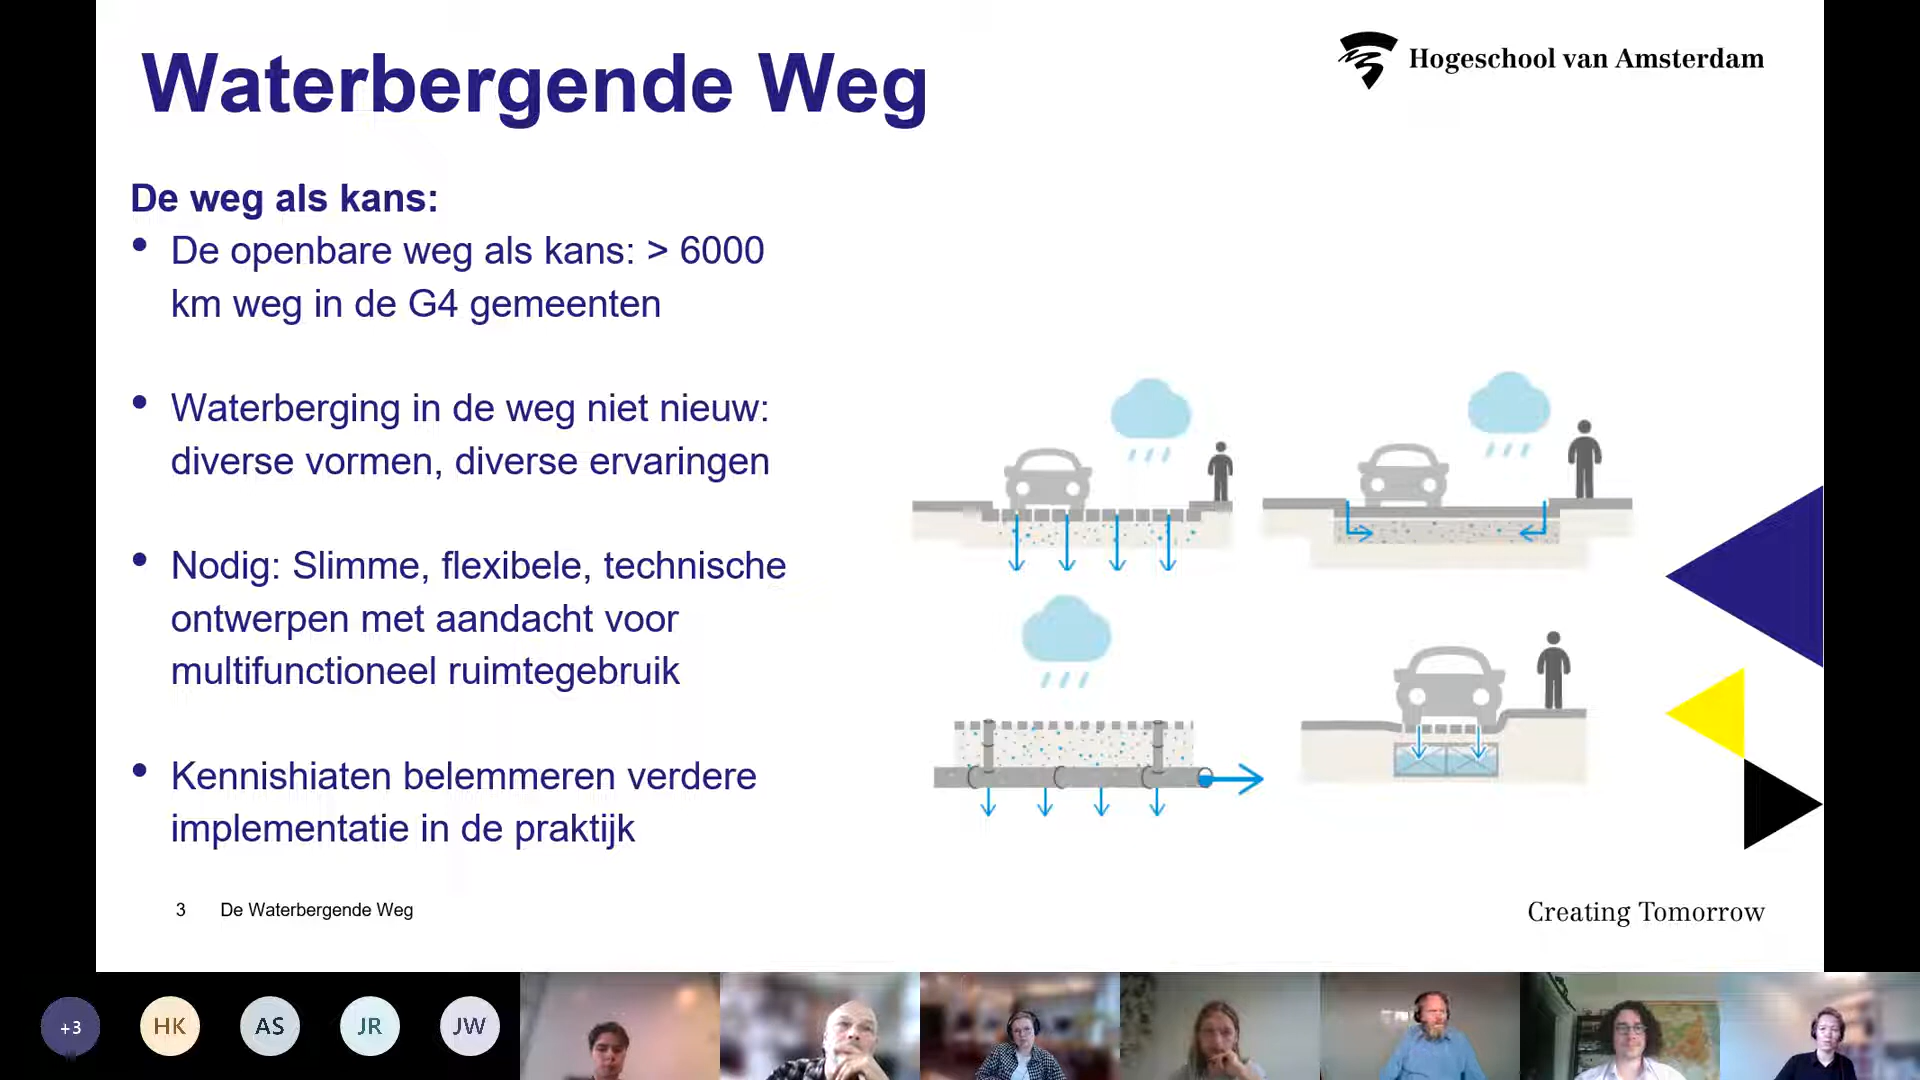 Waterbergende Weg
Hogeschool van Amsterdam
De weg als kans:
• De openbare weg als kans: > 6000
km weg in de G4 gemeenten
• Waterberging in de weg niet nieuw:
diverse vormen, diverse ervaringen
• Nodig: Slimme, flexibele, technische
ontwerpen met aandacht voor
multifunctioneel ruimtegebruik
• Kennishiaten belemmeren verdere
implementatie in de praktijk
3 De Waterbergende Weg
Creating Tomorrow
+3 HK AS JR JW